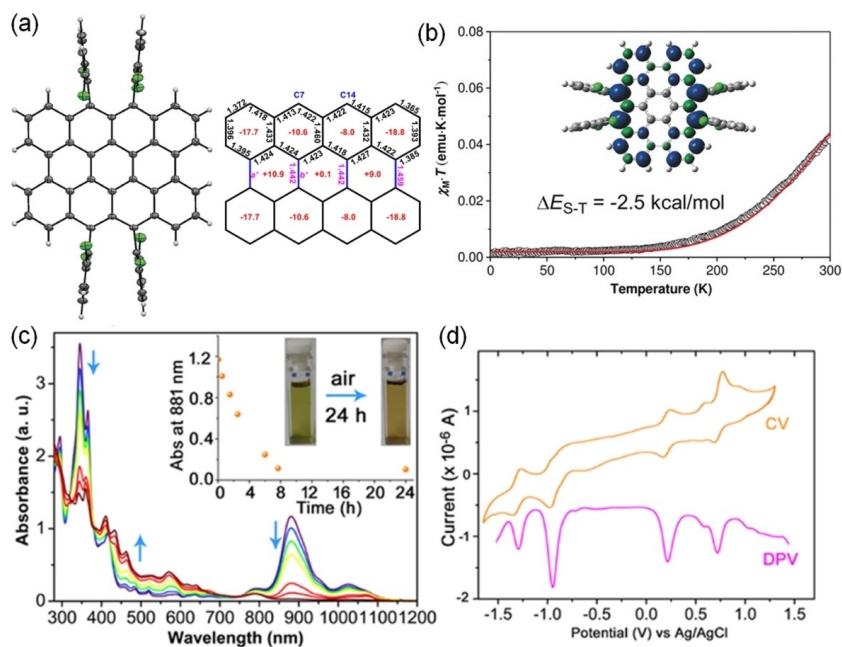 (a)
C7
C14
1.372
1.418
1.415
1.422
1.422
1.415
1.423
1.365
1.396
1.433
1.460
1.432
1.393
-17.7
-10.6
-8.0
-18.8
1.395
1.424
1.424
1.423
1.418
1.427
1.422
1.385
a'
+10.9
1.442
b'
+0.1
1.442
+9.0
1.459
-17.7
-10.6
-8.0
-18.8
(b)
0.08
0.06
0.04
0.02
0.00
χM·T (emu·K·mol-1)
ΔES-T = -2.5 kcal/mol
0 50 100 150 200 250 300
Temperature (K)
(c)
3
2
1
0
Absorbance (a. u.)
300 400 500 600 700 800 900 1000 1100 1200
Wavelength (nm)
1.2
0.8
0.4
0.0
Abs at 881 nm
air
24 h
0 4 8 12 16 20 24
Time (h)
(d)
2
1
0
-1
-2
Current (x 10-6 A)
CV
DPV
-1.5 -1.0 -0.5 0.0 0.5 1.0 1.5
Potential (V) vs Ag/AgCl